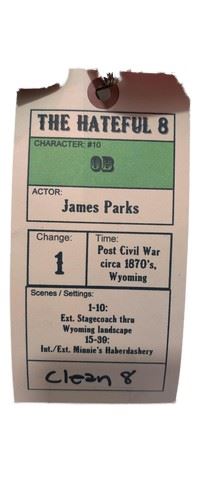 THE HATEFUL 8
CHARACTER: #10
OB
ACTOR:
James Parks
Change:
1
Time:
Post Civil War
circa 1870's,
Wyoming
Scenes / Settings:
1-10:
Ext. Stagecoach thru
Wyoming landscape
15-39:
Int./Ext. Minnie's Haberdashery
Clean 8